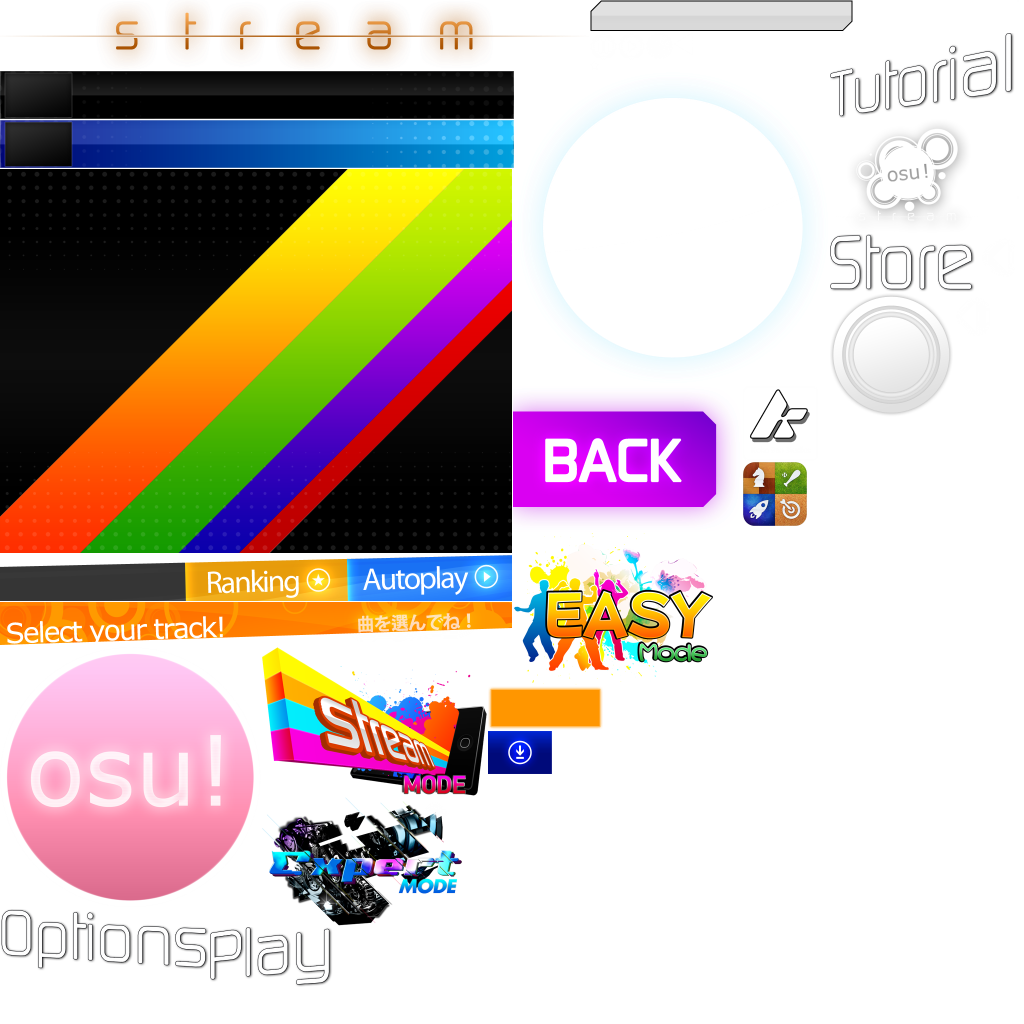 stream
Tutorial
osu!
stream
Store
BACK
Ranking
Autoplay
Select your track!
曲を選んでね！
EASY
Mode
osu!
Stream
MODE
Expert
MODE
Options
Play